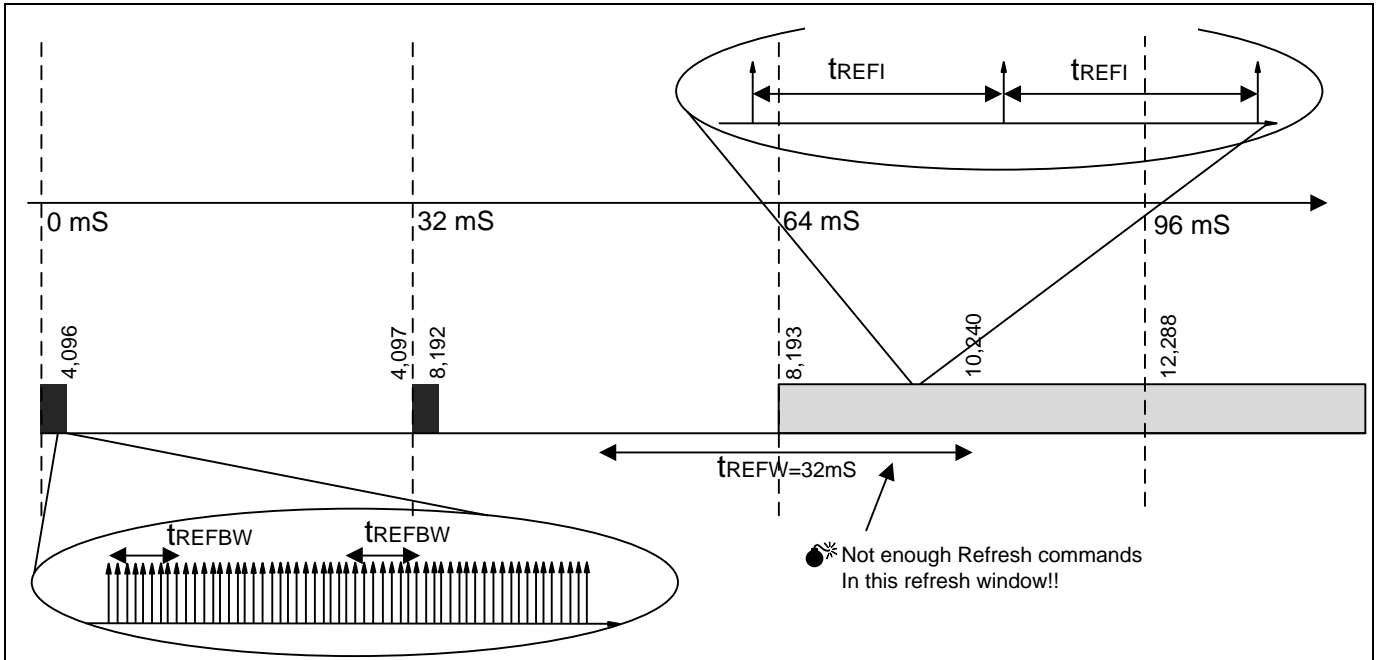 tREFI
tREFI
0 mS
32 mS
64 mS
96 mS
4,096
4,097
8,192
8,193
10,240
12,288
tREFW=32mS
tREFBW
tREFBW
Not enough Refresh commands
In this refresh window!!